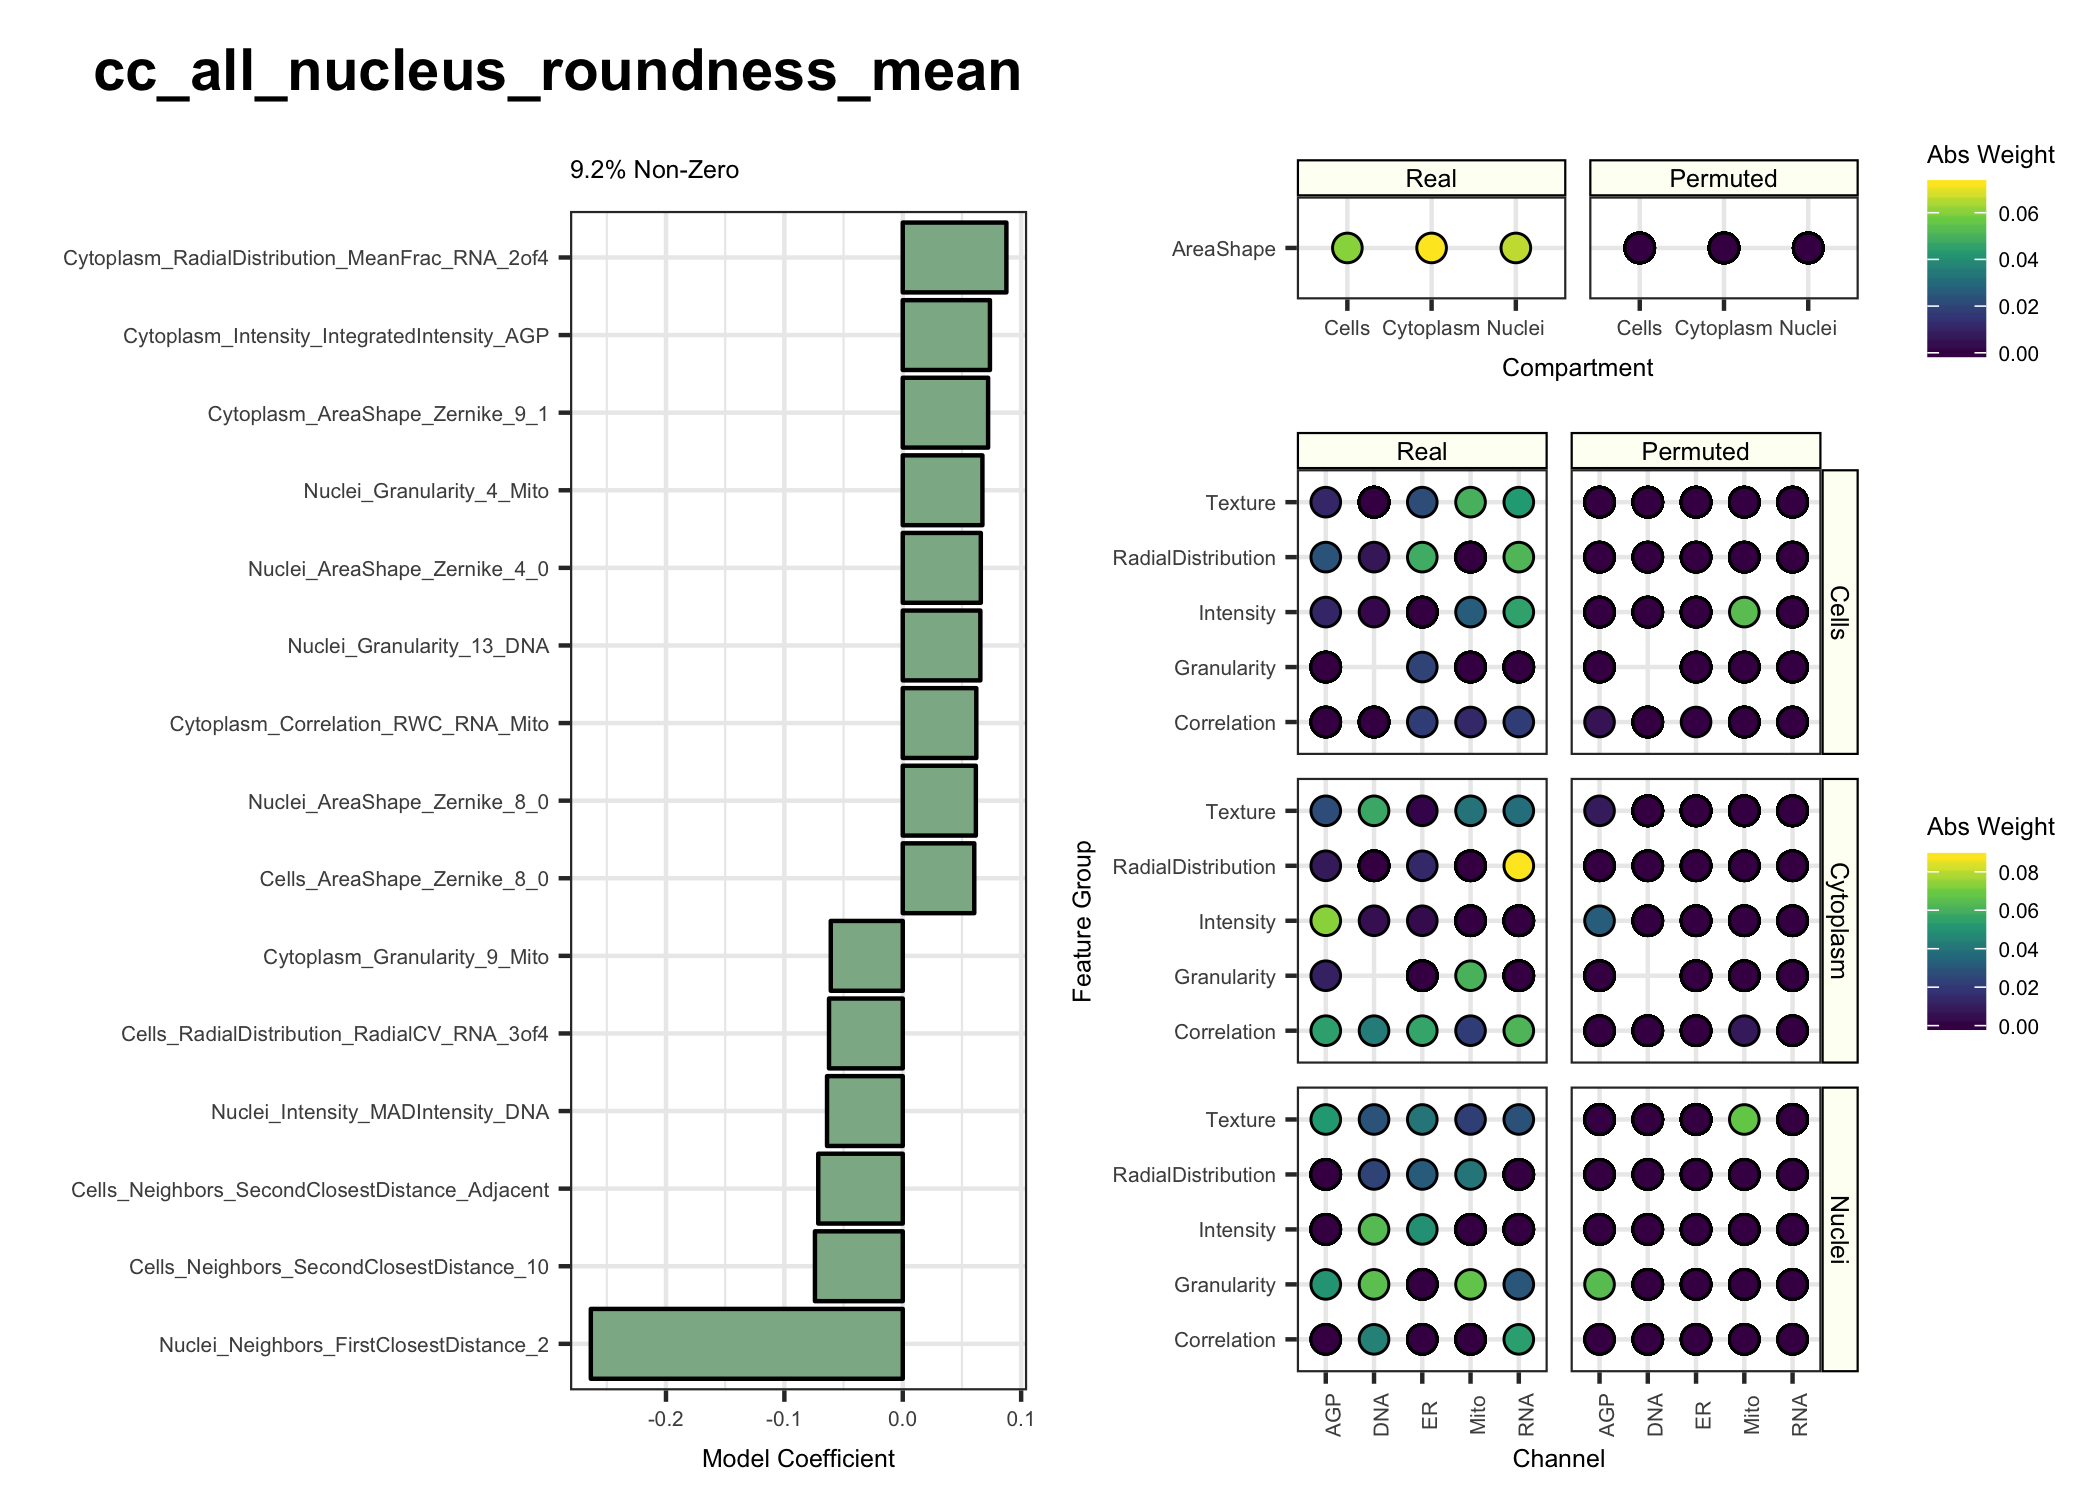 cc_all_nucleus_roundness_mean
9.2% Non-Zero
Cytoplasm_RadialDistribution_MeanFrac_RNA_2of4
Cytoplasm_Intensity_IntegratedIntensity_AGP
Cytoplasm_AreaShape_Zernike_9_1
Nuclei_Granularity_4_Mito
Nuclei_AreaShape_Zernike_4_0
Nuclei_Granularity_13_DNA
Cytoplasm_Correlation_RWC_RNA_Mito
Nuclei_AreaShape_Zernike_8_0
Cells_AreaShape_Zernike_8_0
Cytoplasm_Granularity_9_Mito
Cells_RadialDistribution_RadialCV_RNA_3of4
Nuclei_Intensity_MADIntensity_DNA
Cells_Neighbors_SecondClosestDistance_Adjacent
Cells_Neighbors_SecondClosestDistance_10
Nuclei_Neighbors_FirstClosestDistance_2
-0.2 -0.1 0.0 0.1
Model Coefficient
Real Permuted
AreaShape
Cells Cytoplasm Nuclei Cells Cytoplasm Nuclei
Compartment
Abs Weight
0.06
0.04
0.02
0.00
Real Permuted
Feature Group
Texture
RadialDistribution
Intensity
Granularity
Correlation
Cells
Texture
RadialDistribution
Intensity
Granularity
Correlation
Cytoplasm
Texture
RadialDistribution
Intensity
Granularity
Correlation
Nuclei
AGP DNA ER Mito RNA AGP DNA ER Mito RNA
Channel
Abs Weight
0.08
0.06
0.04
0.02
0.00